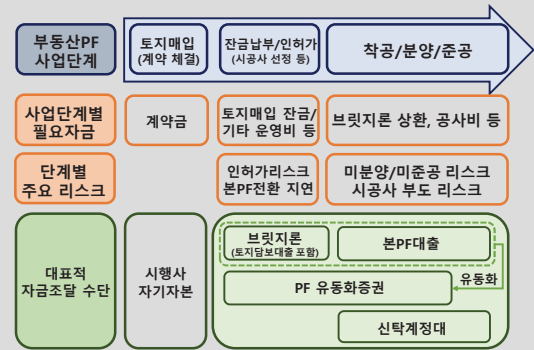 부동산PF
사업단계
토지매입
(계약 체결)
잔금납부/인허가
(시공사 선정 등)
착공/분양/준공
사업단계별
필요자금
계약금
토지매입 잔금/
기타 운영비 등
브릿지론 상환, 공사비 등
단계별
주요 리스크
인허가리스크
본PF전환 지연
미분양/미준공 리스크
시공사 부도 리스크
대표적
자금조달 수단
시행사
자기자본
브릿지론
(토지담보대출 포함)
본PF대출
유동화
PF 유동화증권
신탁계정대